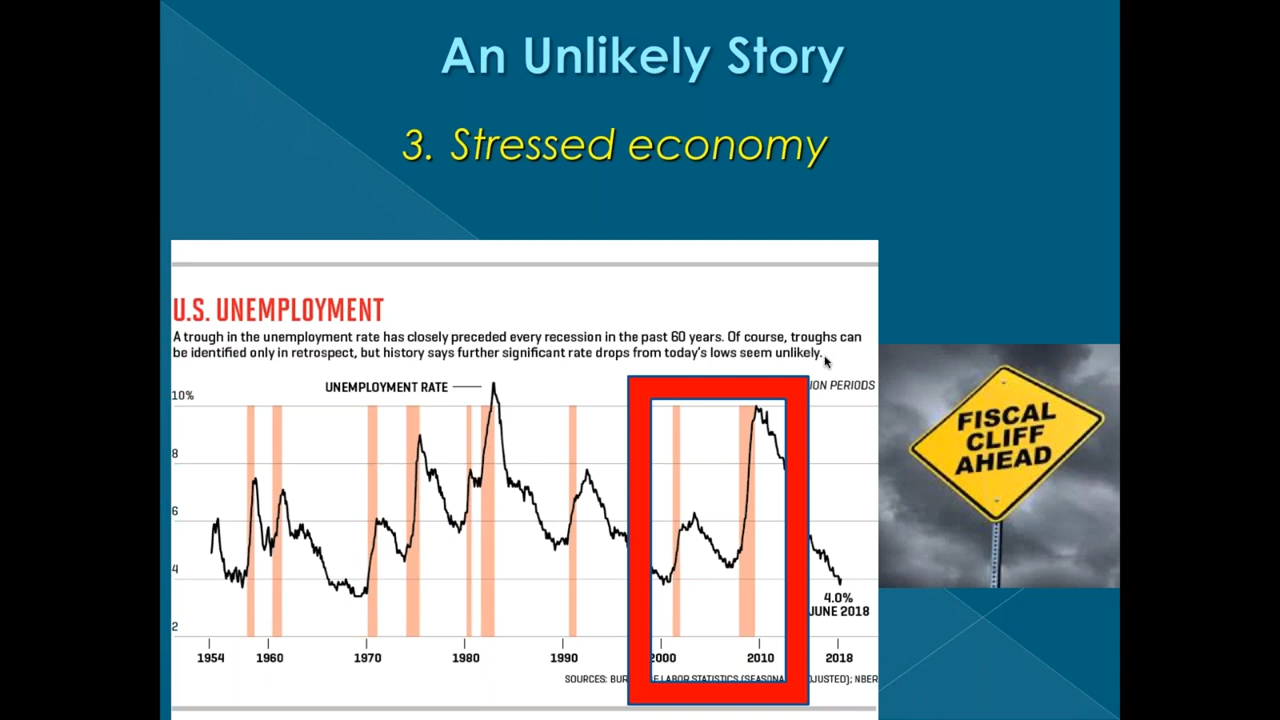 An Unlikely Story
3. Stressed economy
U.S. UNEMPLOYMENT
A trough in the unemployment rate has closely preceded every recession in the past 60 years. Of course, troughs can
be identified only in retrospect, but history says further significant rate drops from today's lows seem unlikely.
UNEMPLOYMENT RATE
ION PERIODS
10%
8
6
4
2
4.0%
JUNE 2018
1954 1960 1970 1980 1990 2000 2010 2018
SOURCES: BUR LABOR STATISTICS (SEASONA DJUSTED); NBER
FISCAL
CLIFF
AHEAD